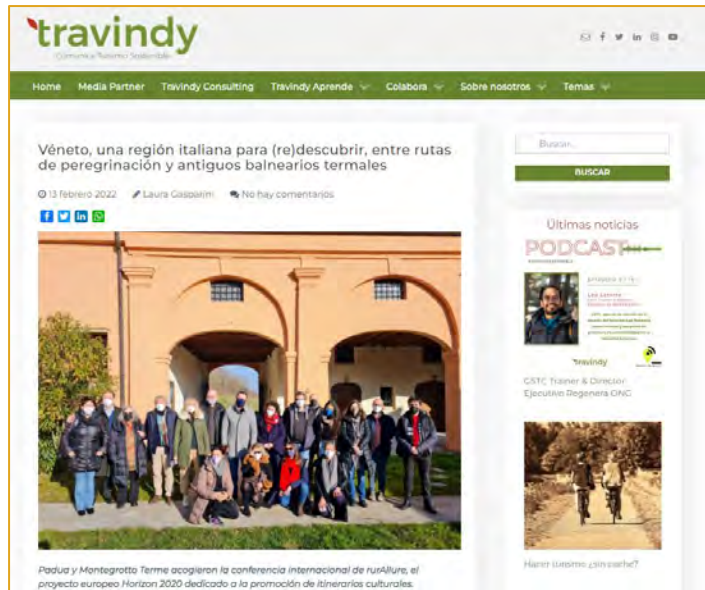 travindy
Comunica Turismo Sostenible
Home Media Partner Travindy Consulting Travindy Aprende Colabora Sobre nosotros Temas
Véneto, una región italiana para (re)descubrir, entre rutas
de peregrinación y antiguos balnearios termales
13 febrero 2022 Laura Gasparini No hay comentarios
Padua y Montegrotto Terme acogieron la conferencia internacional de rurAllure, el
proyecto europeo Horizon 2020 dedicado a la promoción de itinerarios culturales.
Buscar...
BUSCAR
Últimas noticias
PODCAST
travindy
GSTC Trainer & Director
Ejecutivo Regenera ONG
Hacer turismo ¿sin coche?